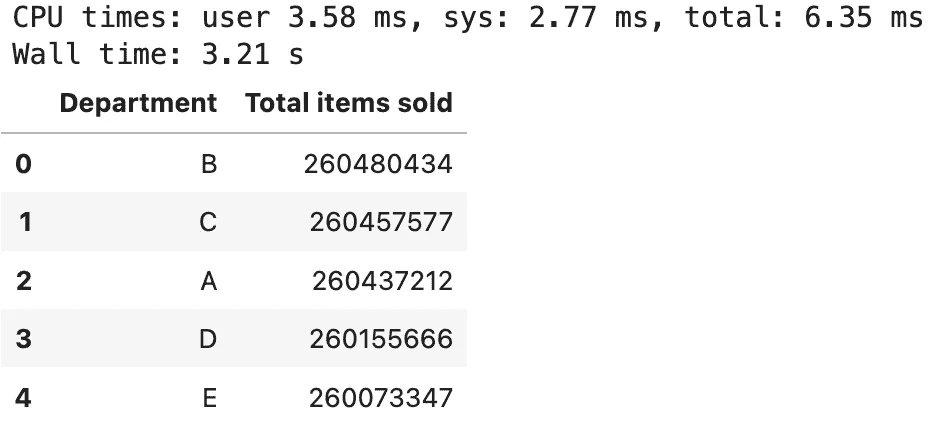 CPU times: user 3.58 ms, sys: 2.77 ms, total: 6.35 ms
Wall time: 3.21 s
Department Total items sold
0 B 260480434
1 C 260457577
2 A 260437212
3 D 260155666
4 E 260073347